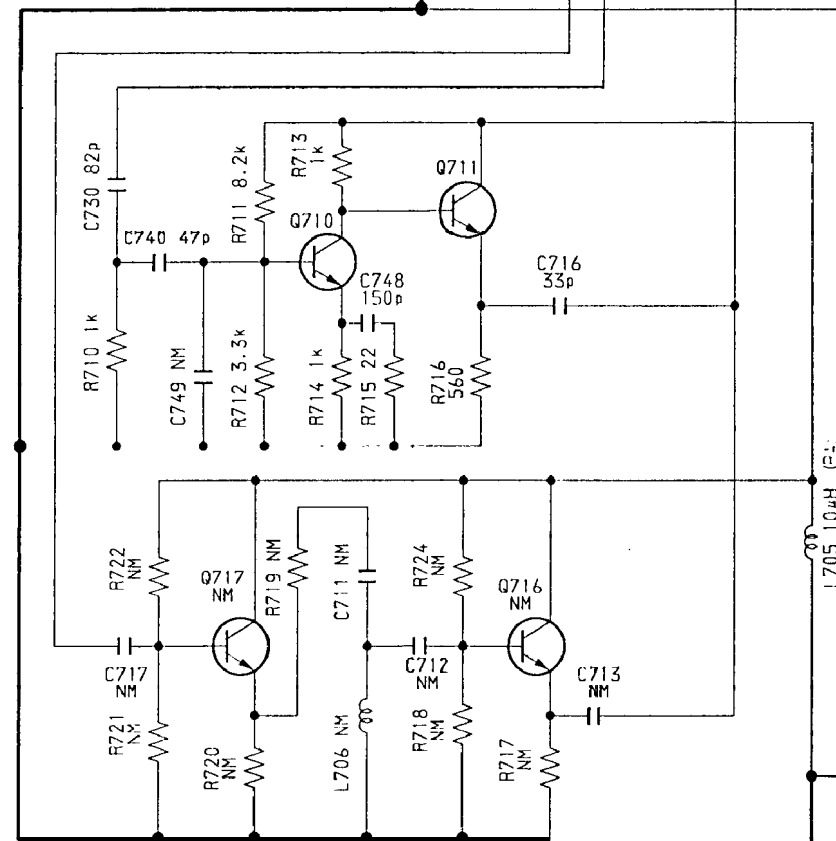 C730 82p
C740 47p
R710 1k
C749 NM
R711 8.2k
R712 3.3k
Q710
R713
1k
C748
150p
R714 1k
R715 22
Q711
R716
560
C716
33p
R722
NM
C717
NM
R721
NM
Q717
NM
R720
NM
R719 NM
C711 NM
L706 NM
C712
NM
R724
NM
R718
NM
Q716
NM
R717
NM
C713
NM
L705 10µH